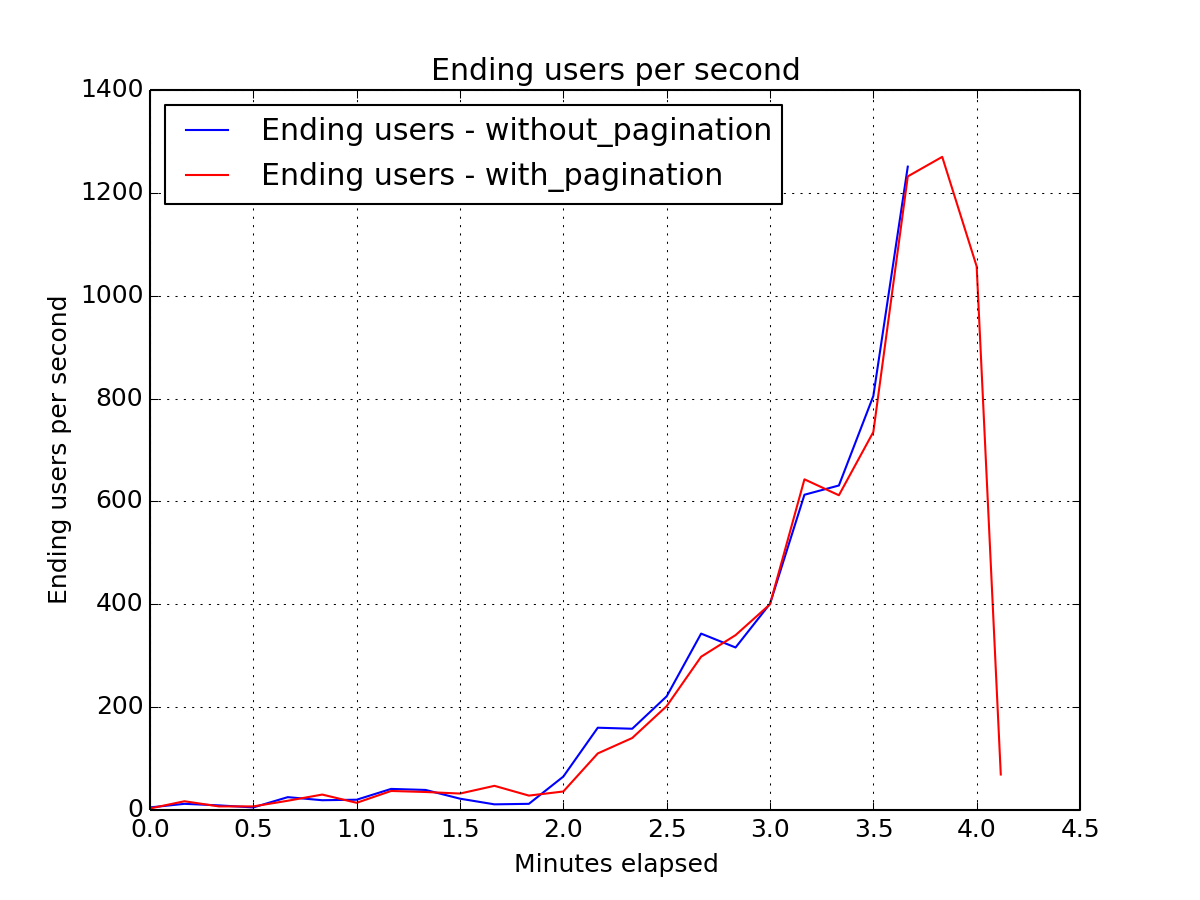 Ending users per second
Ending users - without_pagination
Ending users - with_pagination
1400
1200
1000
800
600
400
200
0
Ending users per second
0.0 0.5 1.0 1.5 2.0 2.5 3.0 3.5 4.0 4.5
Minutes elapsed